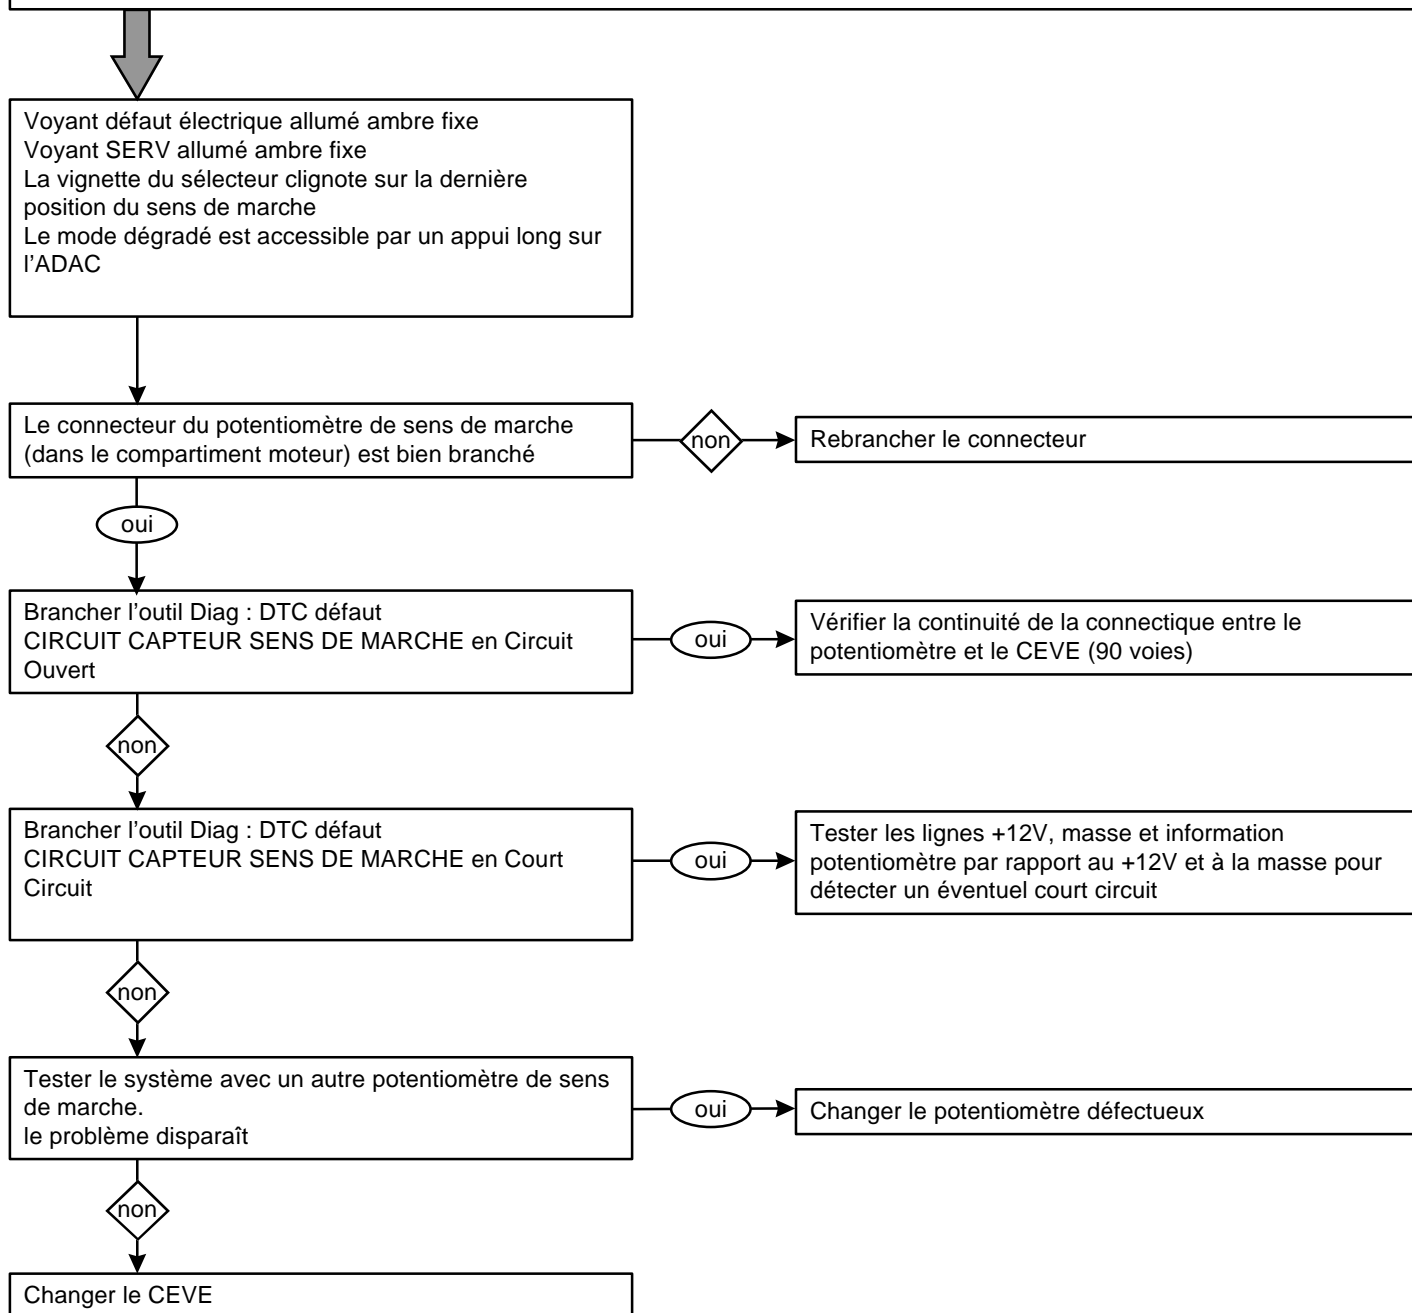 Voyant défaut électrique allumé ambre fixe
Voyant SERV allumé ambre fixe
La vignette du sélecteur clignote sur la dernière
position du sens de marche
Le mode dégradé est accessible par un appui long sur
l'ADAC
Le connecteur du potentiomètre de sens de marche
(dans le compartiment moteur) est bien branché
non
Rebrancher le connecteur
oui
Brancher l'outil Diag : DTC défaut
CIRCUIT CAPTEUR SENS DE MARCHE en Circuit
Ouvert
oui
Vérifier la continuité de la connectique entre le
potentiomètre et le CEVE (90 voies)
non
Brancher l'outil Diag : DTC défaut
CIRCUIT CAPTEUR SENS DE MARCHE en Court
Circuit
oui
Tester les lignes +12V, masse et information
potentiomètre par rapport au +12V et à la masse pour
détecter un éventuel court circuit
non
Tester le système avec un autre potentiomètre de sens
de marche.
le problème disparaît
oui
Changer le potentiomètre défectueux
non
Changer le CEVE